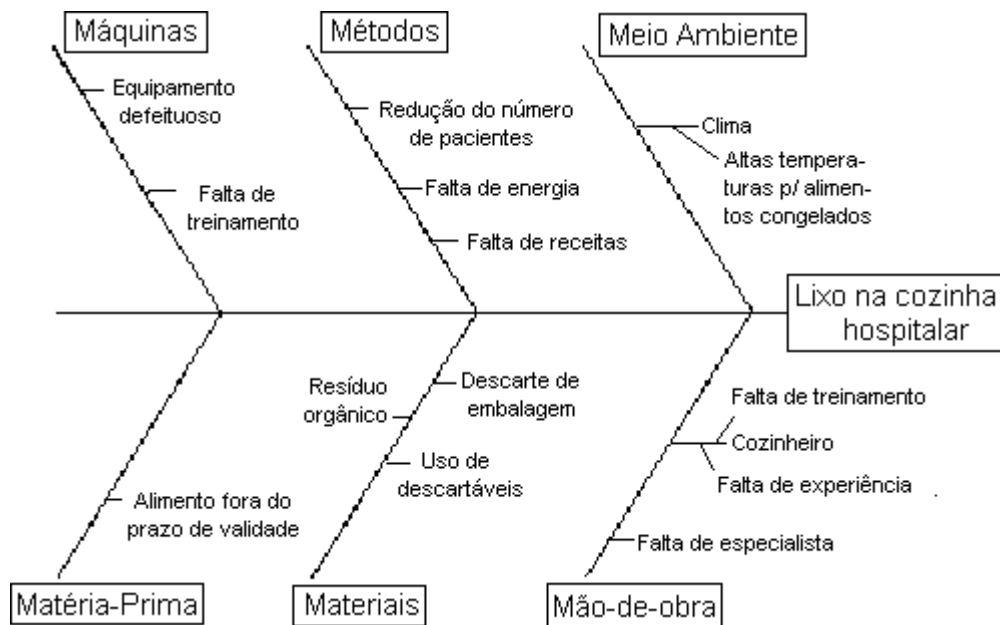 Máquinas
Métodos
Meio Ambiente
Equipamento
defeituoso
Falta de
treinamento
Redução do número
de pacientes
Falta de energia
Falta de receitas
Clima
Altas tempera-
turas p/ alimen-
tos congelados
Lixo na cozinha
hospitalar
Alimento fora do
prazo de validade
Resíduo
orgânico
Descarte de
embalagem
Uso de
descartáveis
Falta de treinamento
Cozinheiro
Falta de experiência
Falta de especialista
Matéria-Prima
Materiais
Mão-de-obra